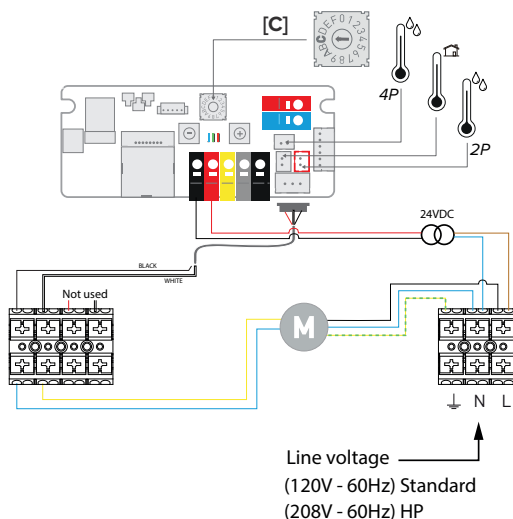 [C]
4P
2P
24VDC
BLACK
WHITE
Not used
M
N L
Line voltage
(120V - 60Hz) Standard
(208V - 60Hz) HP